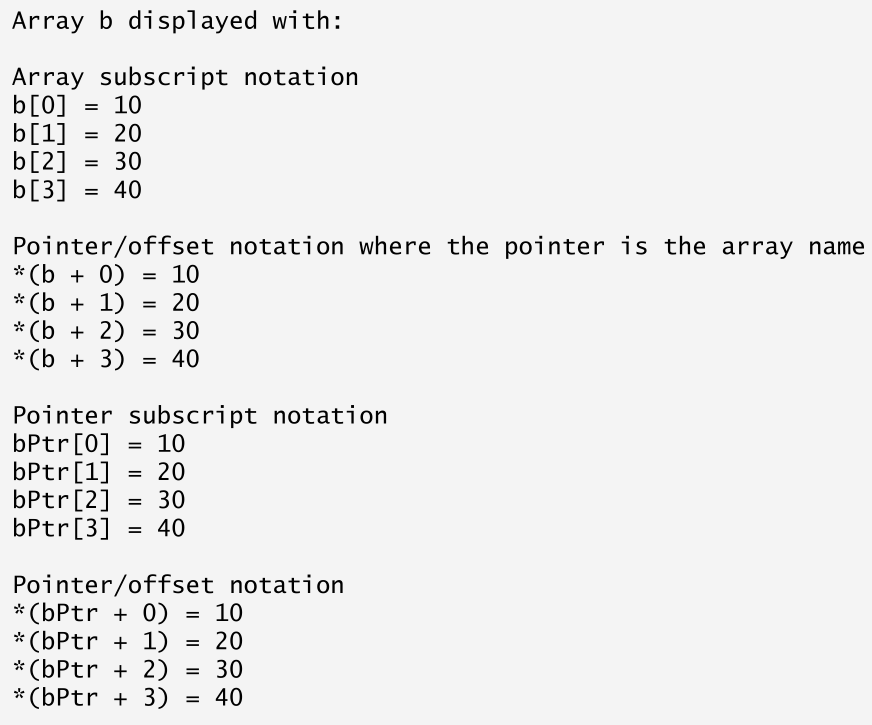 Array b displayed with:
Array subscript notation
b[0] = 10
b[1] = 20
b[2] = 30
b[3] = 40
Pointer/offset notation where the pointer is the array name
*(b + 0) = 10
*(b + 1) = 20
*(b + 2) = 30
*(b + 3) = 40
Pointer subscript notation
bPtr[0] = 10
bPtr[1] = 20
bPtr[2] = 30
bPtr[3] = 40
Pointer/offset notation
*(bPtr + 0) = 10
*(bPtr + 1) = 20
*(bPtr + 2) = 30
*(bPtr + 3) = 40